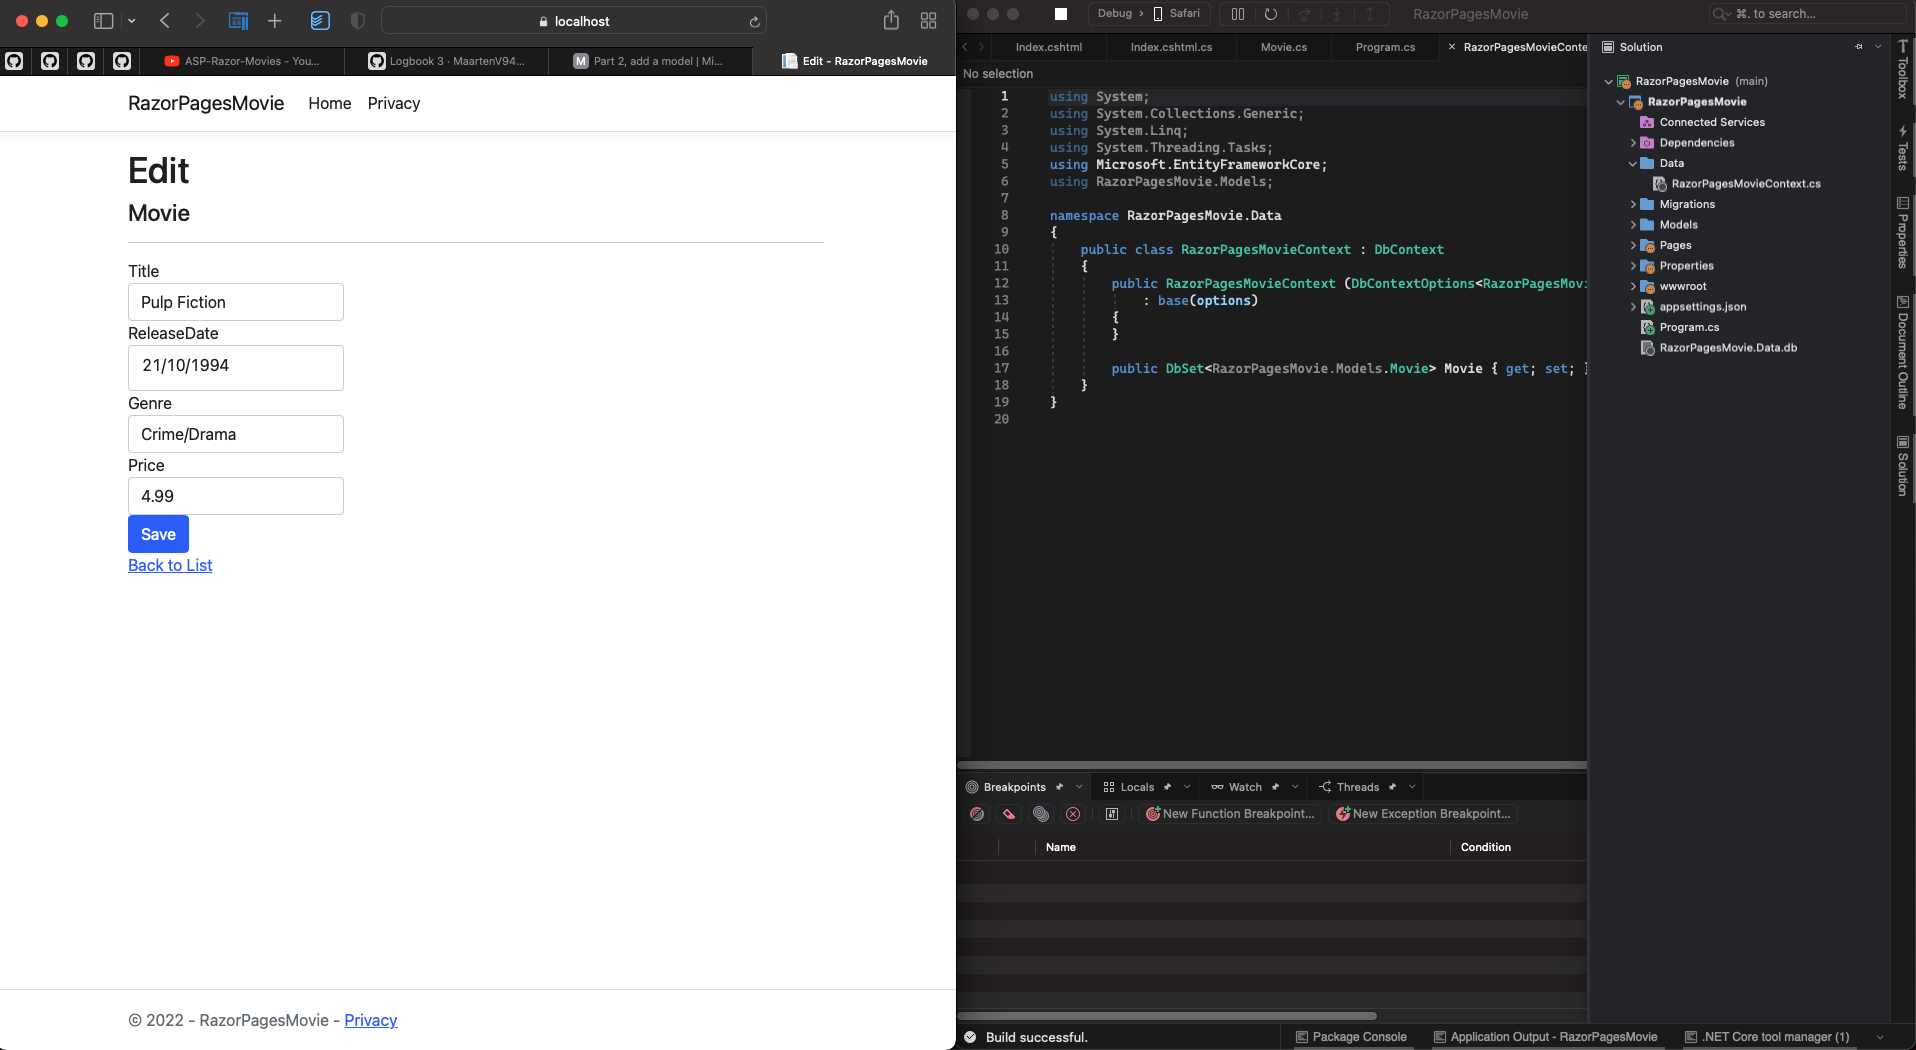 localhost
ASP-Razor-Movies - You...
Logbook 3 · MaartenV94...
M Part 2, add a model | Mi...
Edit - RazorPagesMovie
RazorPagesMovie Home Privacy
Edit
Movie
Title
Pulp Fiction
ReleaseDate
21/10/1994
Genre
Crime/Drama
Price
4.99
Save
Back to List
© 2022 - RazorPagesMovie - Privacy
Debug › Safari
RazorPagesMovie
⌘. to search...
Index.cshtml
Index.cshtml.cs
Movie.cs
Program.cs
RazorPagesMovieConte
No selection
1 using System;
2 using System.Collections.Generic;
3 using System.Linq;
4 using System.Threading.Tasks;
5 using Microsoft.EntityFrameworkCore;
6 using RazorPagesMovie.Models;
7
8 namespace RazorPagesMovie.Data
9 {
10 public class RazorPagesMovieContext : DbContext
11 {
12 public RazorPagesMovieContext (DbContextOptions<RazorPagesMovi
13 : base(options)
14 {
15 }
16
17 public DbSet<RazorPagesMovie.Models.Movie> Movie { get; set; }
18 }
19 }
20
Solution
RazorPagesMovie (main)
RazorPagesMovie
Connected Services
Dependencies
Data
RazorPagesMovieContext.cs
Migrations
Models
Pages
Properties
wwwroot
appsettings.json
Program.cs
RazorPagesMovie.Data.db
Toolbox
Tests
Properties
Document Outline
Solution
Breakpoints
Locals
Watch
Threads
New Function Breakpoint...
New Exception Breakpoint...
Name
Condition
Build successful.
Package Console
Application Output - RazorPagesMovie
.NET Core tool manager (1)